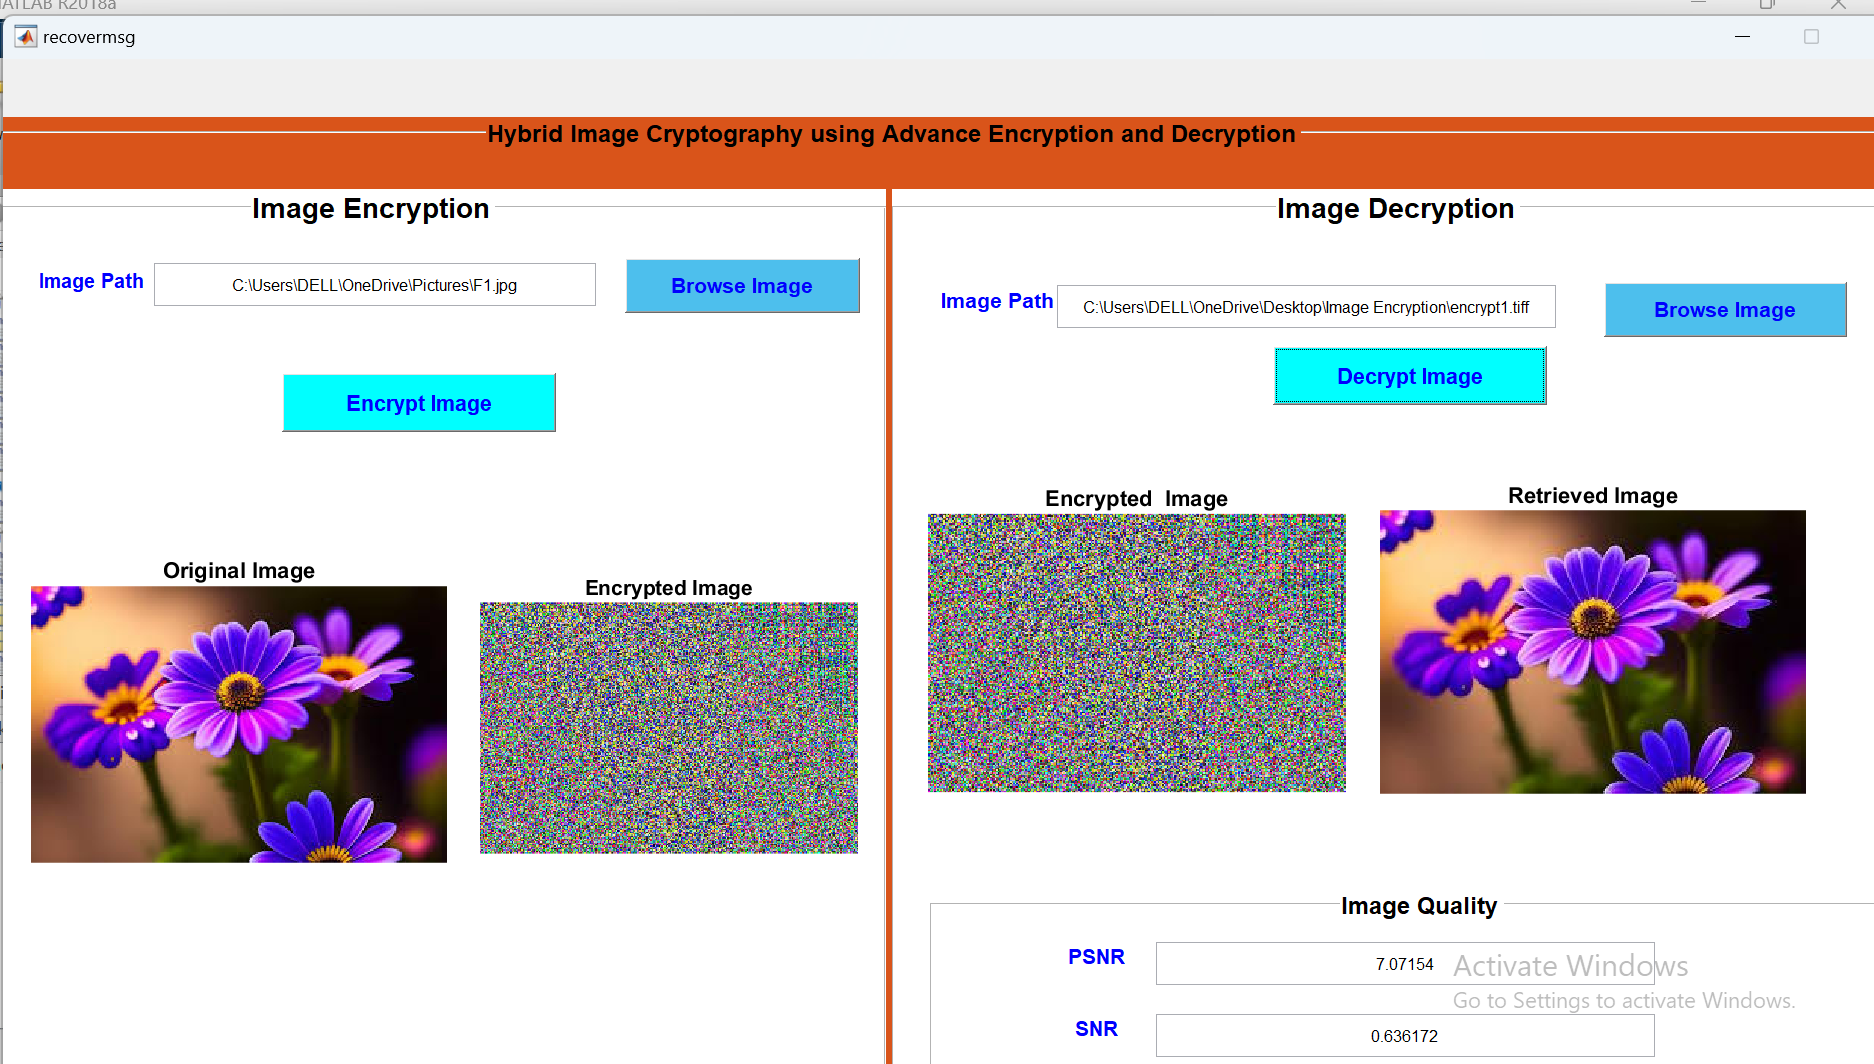 MATLAB R2018a
recovermsg
Hybrid Image Cryptography using Advance Encryption and Decryption
Image Encryption
Image Path
C:\Users\DELL\OneDrive\Pictures\F1.jpg
Browse Image
Encrypt Image
Original Image
Encrypted Image
Image Decryption
Image Path
C:\Users\DELL\OneDrive\Desktop\Image Encryption\encrypt1.tiff
Browse Image
Decrypt Image
Encrypted  Image
Retrieved Image
Image Quality
PSNR
7.07154
SNR
0.636172
Activate Windows
Go to Settings to activate Windows.